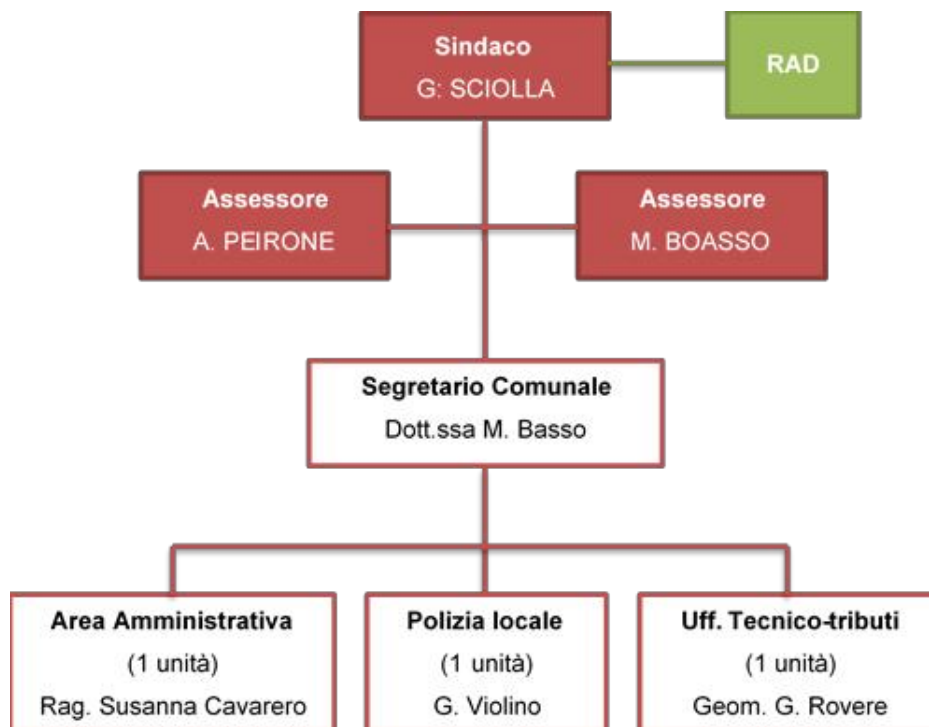 Sindaco
G: SCIOLLA
RAD
Assessore
A. PEIRONE
Assessore
M. BOASSO
Segretario Comunale
Dott.ssa M. Basso
Area Amministrativa
(1 unità)
Rag. Susanna Cavarero
Polizia locale
(1 unità)
G. Violino
Uff. Tecnico-tributi
(1 unità)
Geom. G. Rovere